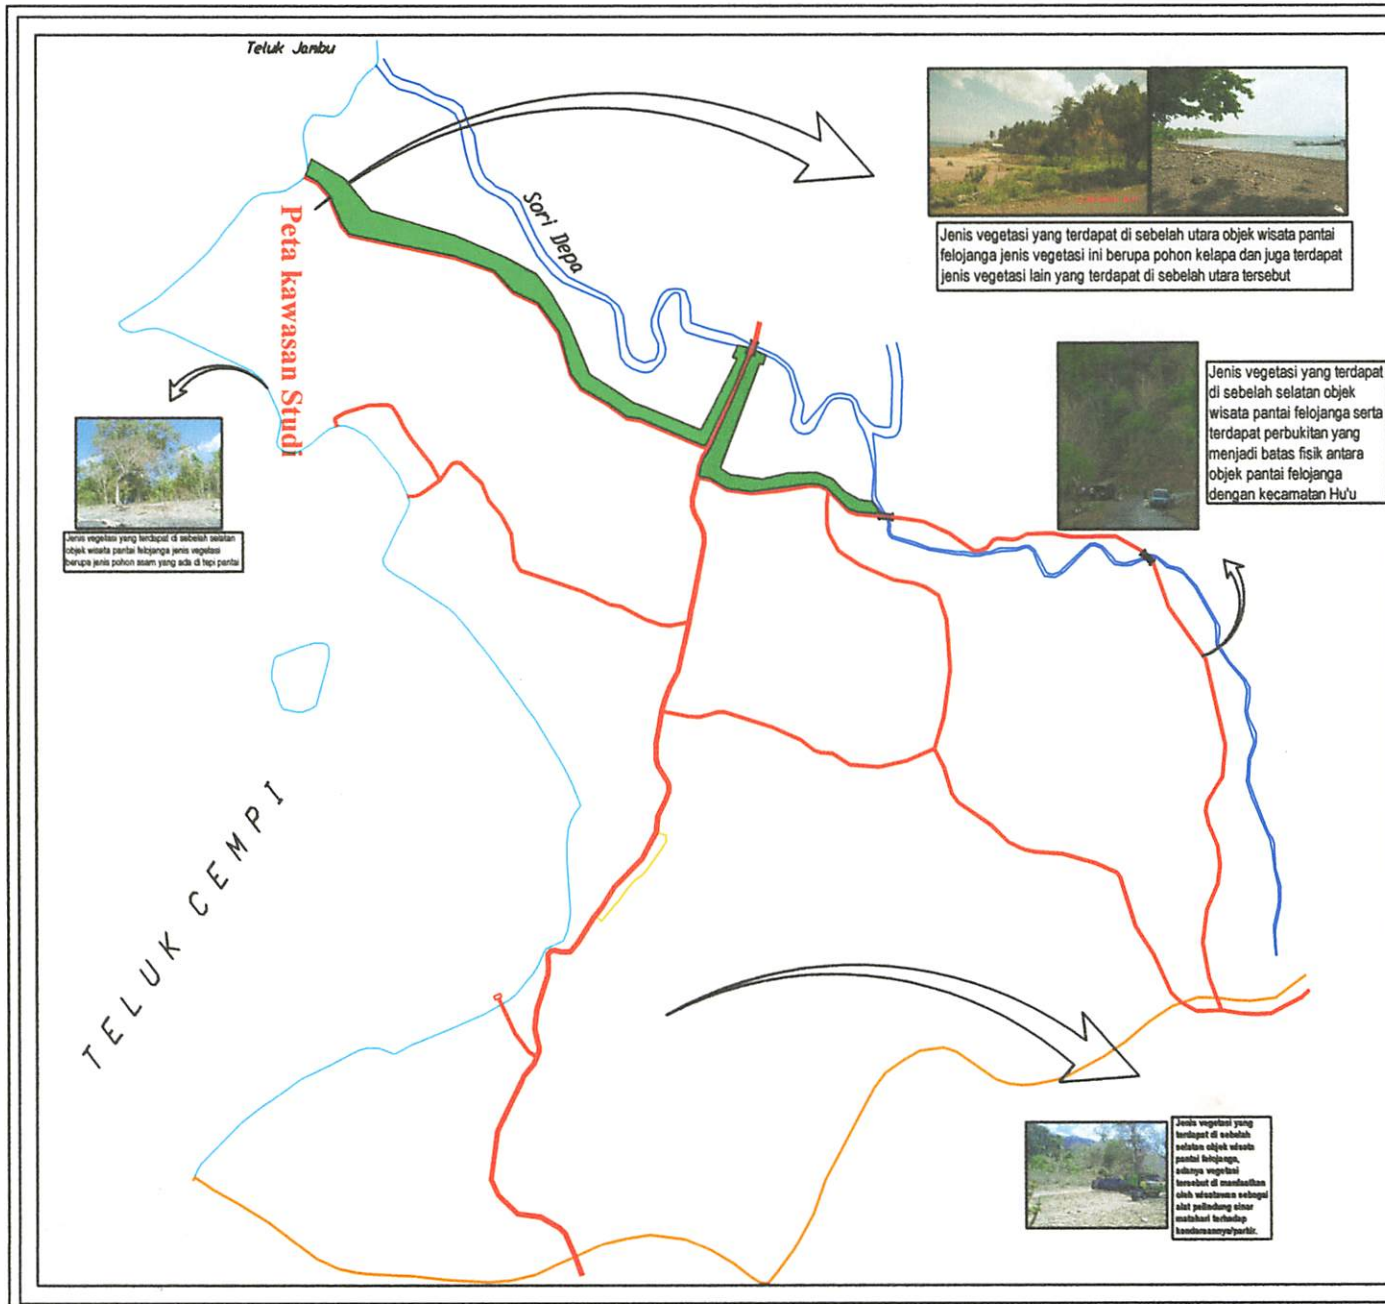 Teluk Jambu
Sori Depa
Peta kawasan Studi
Jenis vegetasi yang terdapat di sebelah utara objek wisata pantai
felojanga jenis vegetasi ini berupa pohon kelapa dan juga terdapat
jenis vegetasi lain yang terdapat di sebelah utara tersebut
Jenis vegetasi yang terdapat
di sebelah selatan objek
wisata pantai felojanga serta
terdapat perbukitan yang
menjadi batas fisik antara
objek pantai felojanga
dengan kecamatan Hu'u
Jenis vegetasi yang terdapat di sebelah selatan
objek wisata pantai felojanga jenis vegetasi
berupa jenis pohon asam yang ada di tepi pantai
TELUK CEMPI
Jenis vegetasi yang
terdapat di sebelah
selatan objek wisata
pantai felojanga,
adanya vegetasi
tersebut di manfaatkan
oleh wisatawan sebagai
alat pelindung sinar
matahari terhadap
kendaraannya/parkir.